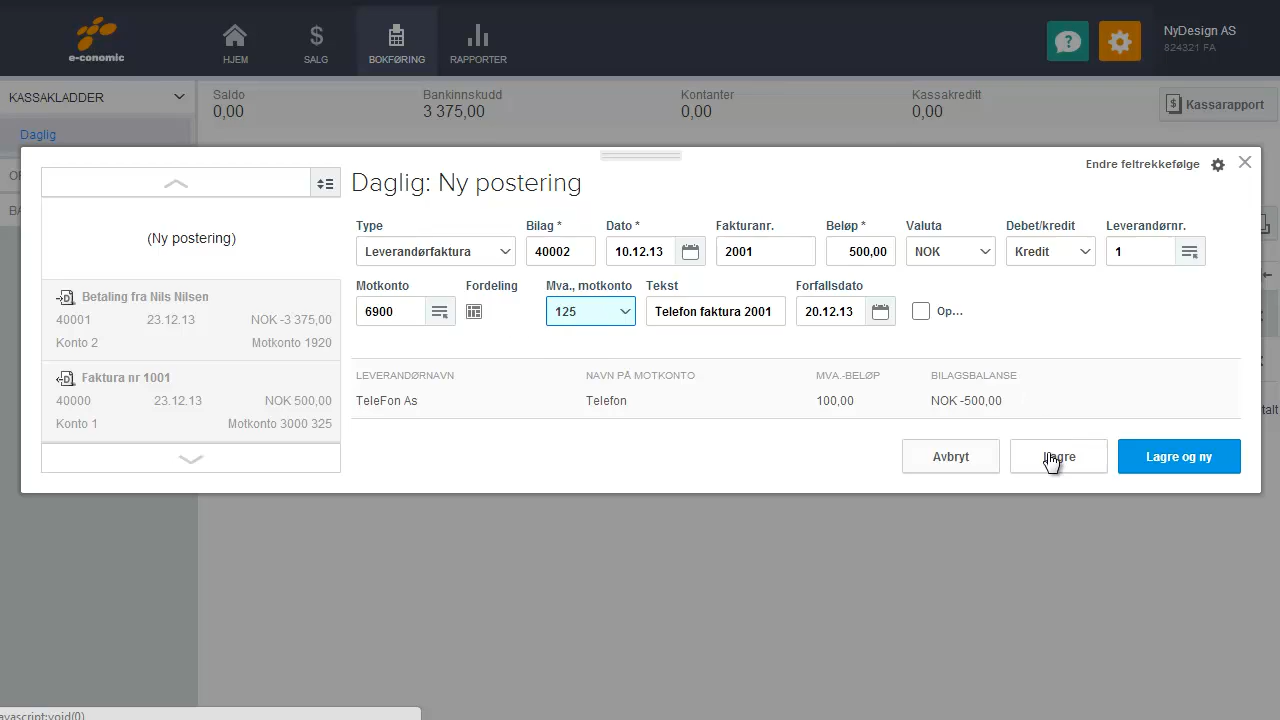 e-conomic
HJEM
SALG
BOKFØRING
RAPPORTER
NyDesign AS
824321 FA
KASSAKLADDER
Daglig
Saldo
0,00
Bankinnskudd
3 375,00
Kontanter
0,00
Kassakreditt
0,00
Kassarapport
Endre feltrekkefølge
Daglig: Ny postering
(Ny postering)
Betaling fra Nils Nilsen
40001 23.12.13 NOK -3 375,00
Konto 2 Motkonto 1920
Faktura nr 1001
40000 23.12.13 NOK 500,00
Konto 1 Motkonto 3000 325
Type Bilag * Dato * Fakturanr. Beløp * Valuta Debet/kredit Leverandørnr.
Leverandørfaktura 40002 10.12.13 2001 500,00 NOK Kredit 1
Motkonto Fordeling Mva., motkonto Tekst Forfallsdato
6900 125 Telefon faktura 2001 20.12.13 Op...
LEVERANDØRNAVN NAVN PÅ MOTKONTO MVA.-BELØP BILAGSBALANSE
TeleFon As Telefon 100,00 NOK -500,00
Avbryt
Lagre og ny